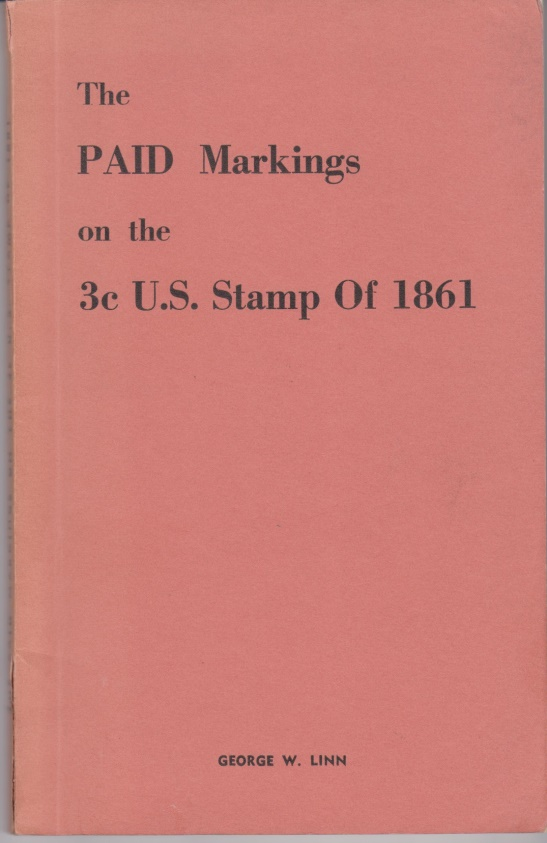 The
PAID Markings
on the
3c U.S. Stamp Of 1861
GEORGE W. LINN